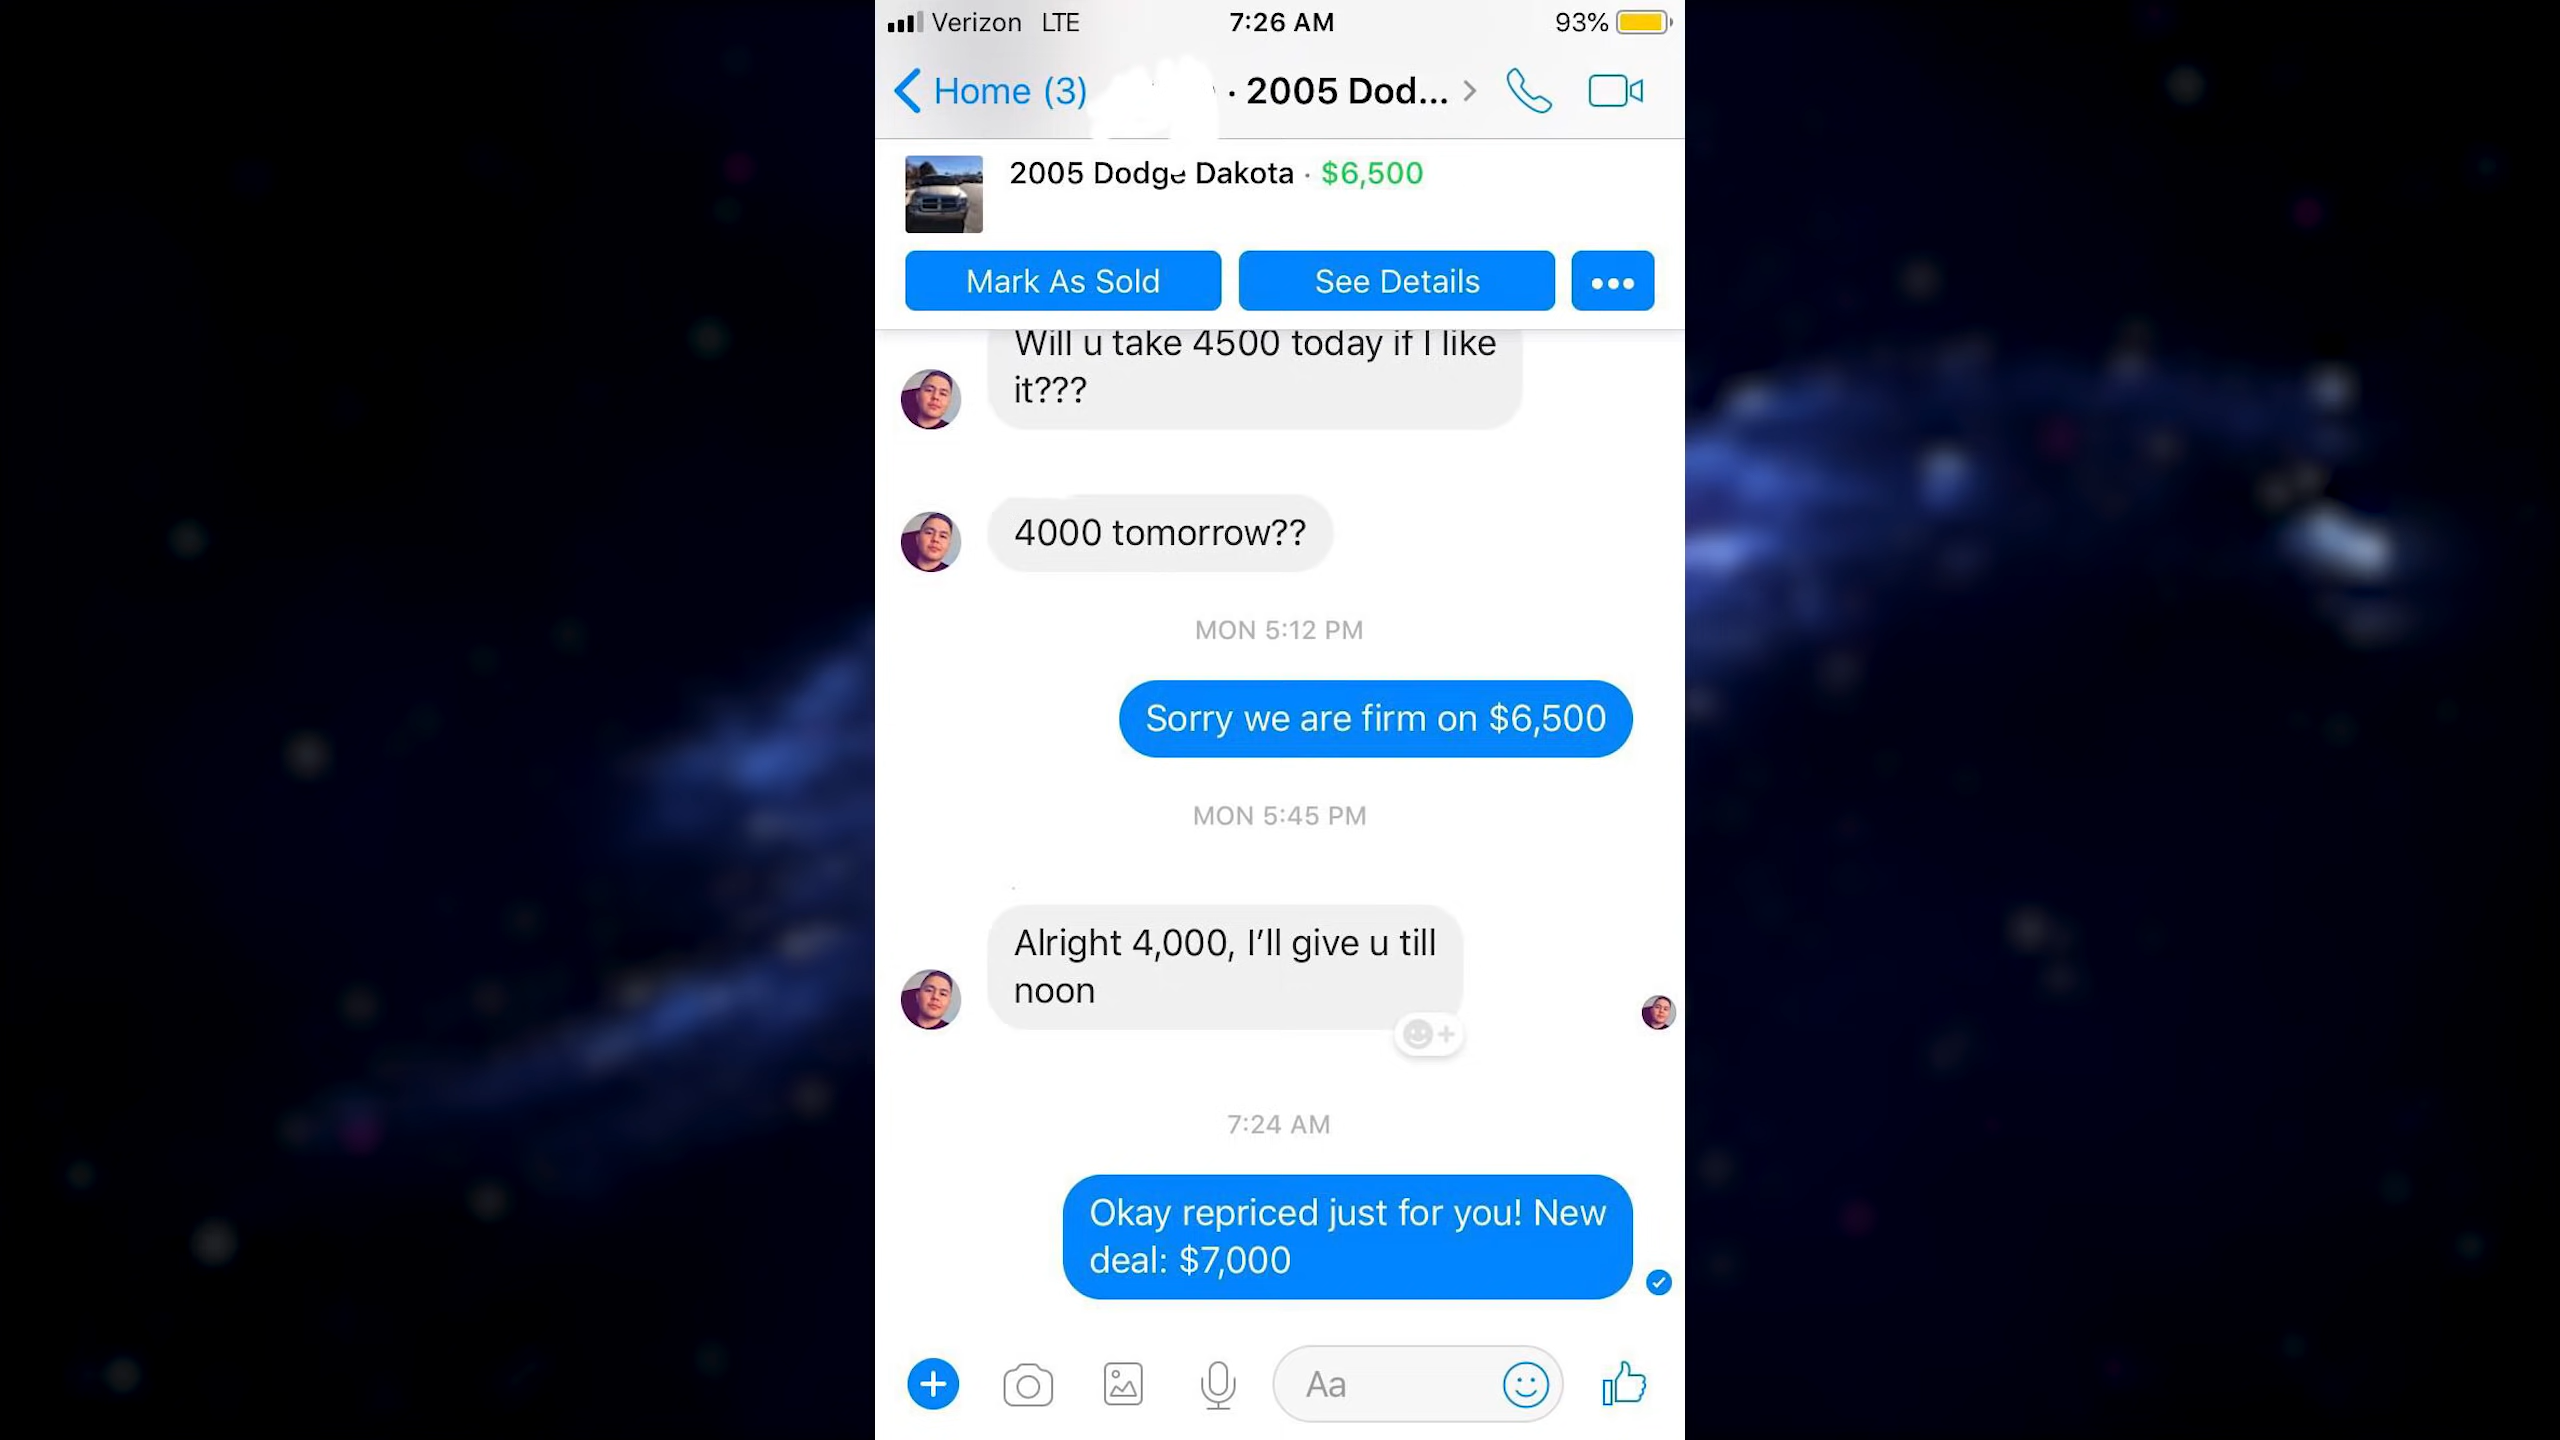 Verizon LTE 7:26 AM 93%
Home (3) · 2005 Dod...
2005 Dodge Dakota · $6,500
Mark As Sold See Details
Will u take 4500 today if I like
it???
4000 tomorrow??
MON 5:12 PM
Sorry we are firm on $6,500
MON 5:45 PM
Alright 4,000, I’ll give u till
noon
7:24 AM
Okay repriced just for you! New
deal: $7,000
Aa